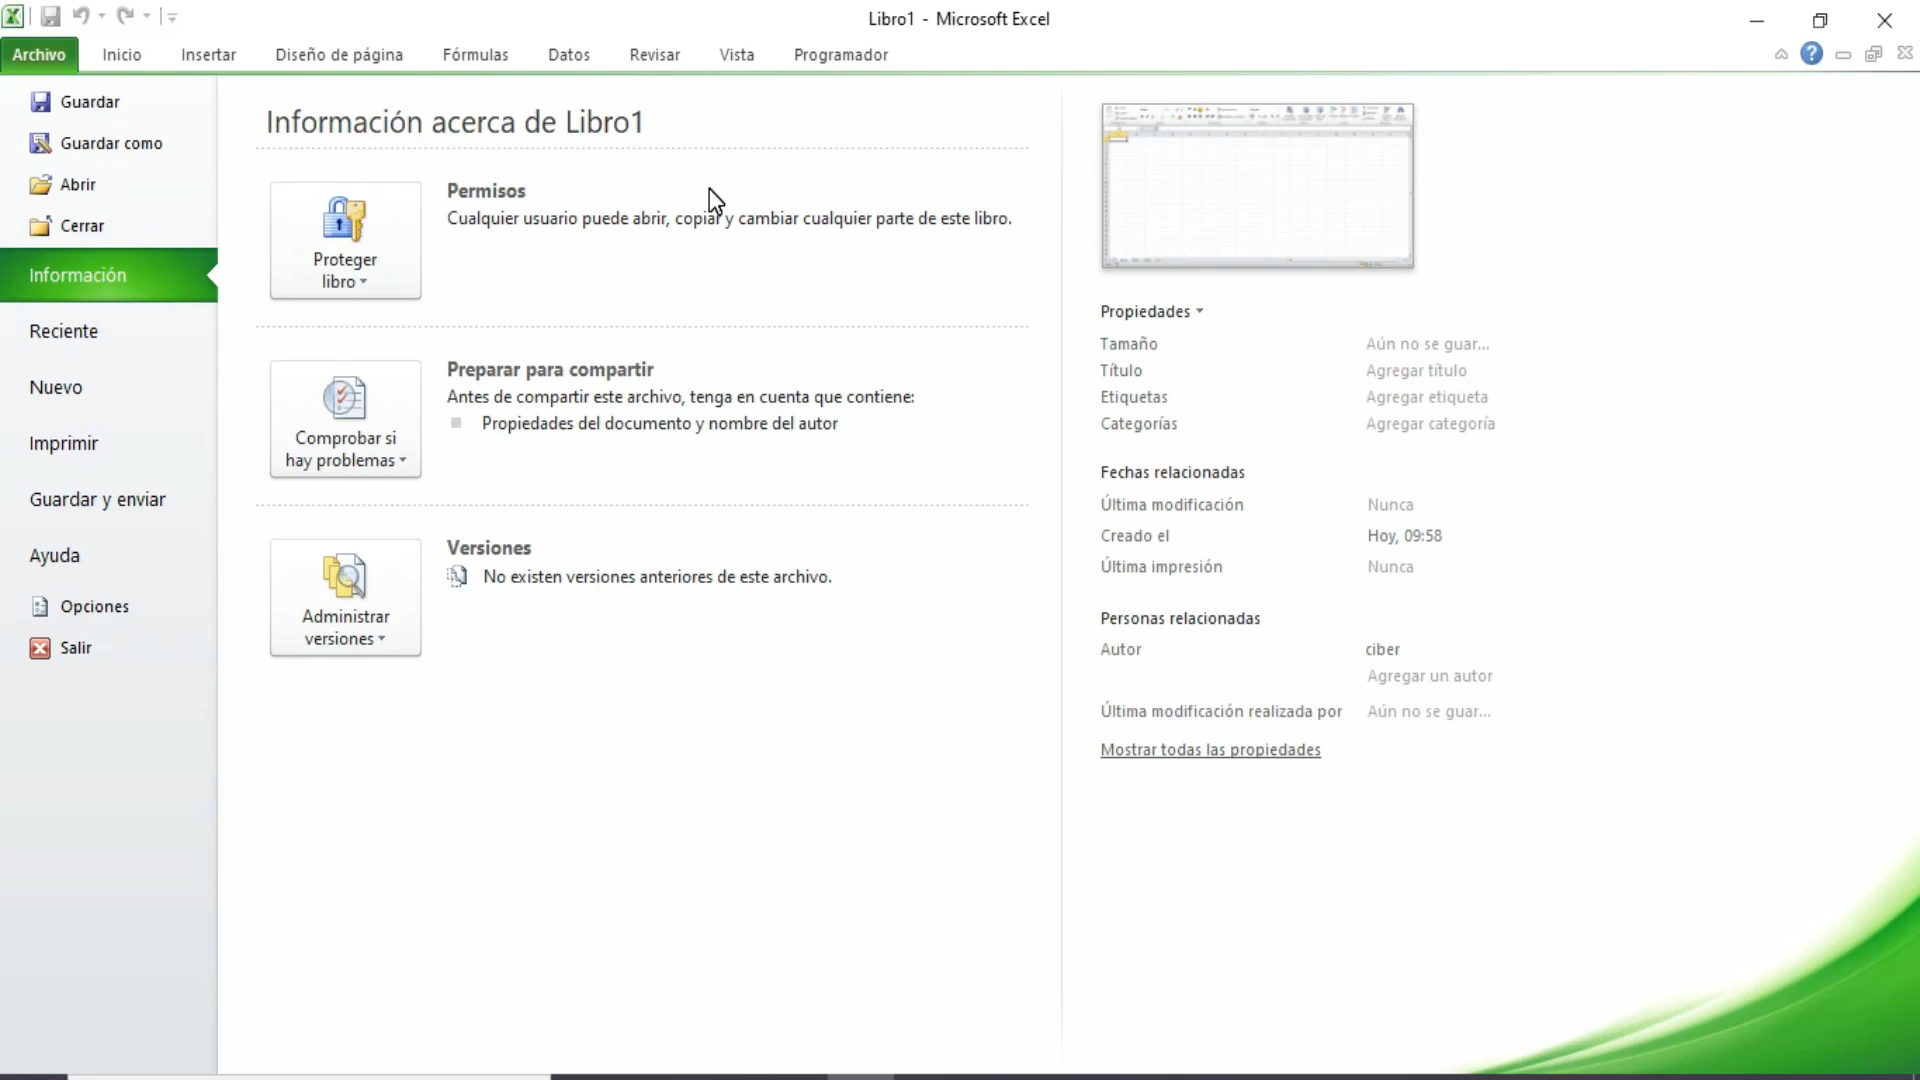 Libro1 - Microsoft Excel
Archivo Inicio Insertar Diseño de página Fórmulas Datos Revisar Vista Programador
Guardar
Guardar como
Abrir
Cerrar
Información
Reciente
Nuevo
Imprimir
Guardar y enviar
Ayuda
Opciones
Salir
Información acerca de Libro1
Proteger
libro
Permisos
Cualquier usuario puede abrir, copiar y cambiar cualquier parte de este libro.
Comprobar si
hay problemas
Preparar para compartir
Antes de compartir este archivo, tenga en cuenta que contiene:
Propiedades del documento y nombre del autor
Administrar
versiones
Versiones
No existen versiones anteriores de este archivo.
Propiedades
Tamaño Aún no se guar...
Título Agregar título
Etiquetas Agregar etiqueta
Categorías Agregar categoría
Fechas relacionadas
Última modificación Nunca
Creado el Hoy, 09:58
Última impresión Nunca
Personas relacionadas
Autor ciber
Agregar un autor
Última modificación realizada por Aún no se guar...
Mostrar todas las propiedades